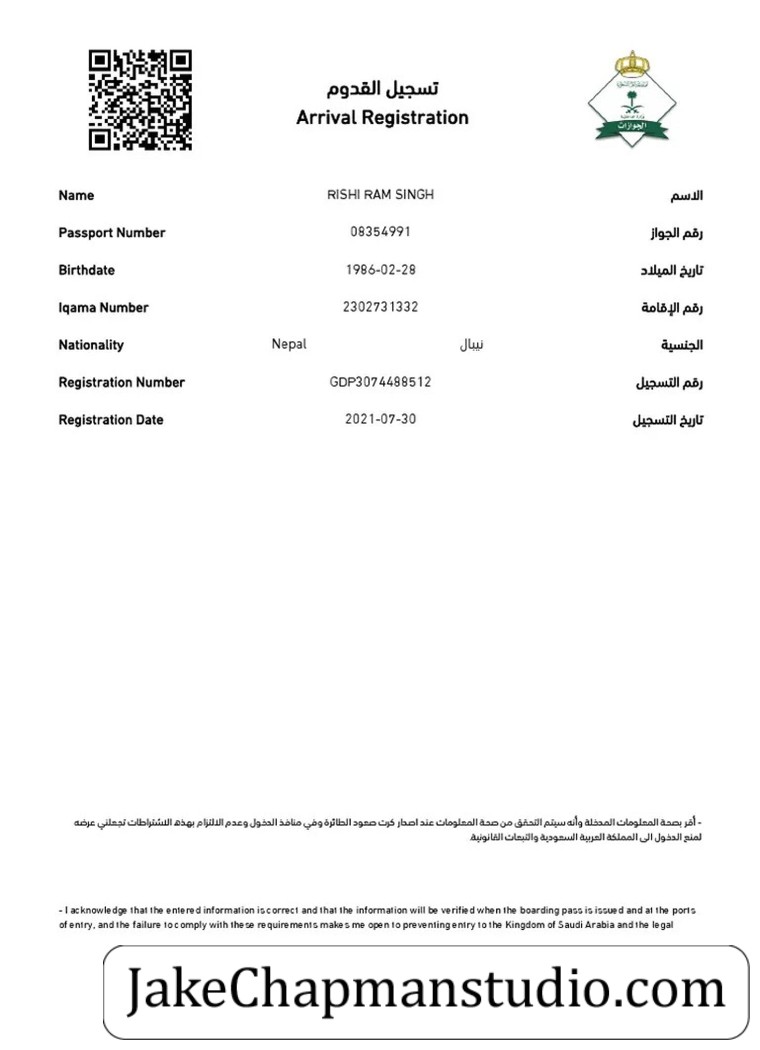 تسجيل القدوم
Arrival Registration
الجوازات
Name RISHI RAM SINGH الاسم
Passport Number 08354991 رقم الجواز
Birthdate 1986-02-28 تاريخ الميلاد
Iqama Number 2302731332 رقم الإقامة
Nationality Nepal نيبال الجنسية
Registration Number GDP3074488512 رقم التسجيل
Registration Date 2021-07-30 تاريخ التسجيل
- أقر بصحة المعلومات المدخلة وأنه سيتم التحقق من صحة المعلومات عند اصدار كرت صعود الطائرة وفي منافذ الدخول وعدم الالتزام بهذه الاشتراطات تجعلني عرضه
لمنع الدخول الى المملكة العربية السعودية والتبعات القانونية.
- I acknowledge that the entered information is correct and that the information will be verified when the boarding pass is issued and at the ports
of entry, and the failure to comply with these requirements makes me open to preventing entry to the Kingdom of Saudi Arabia and the legal
JakeChapmanstudio.com